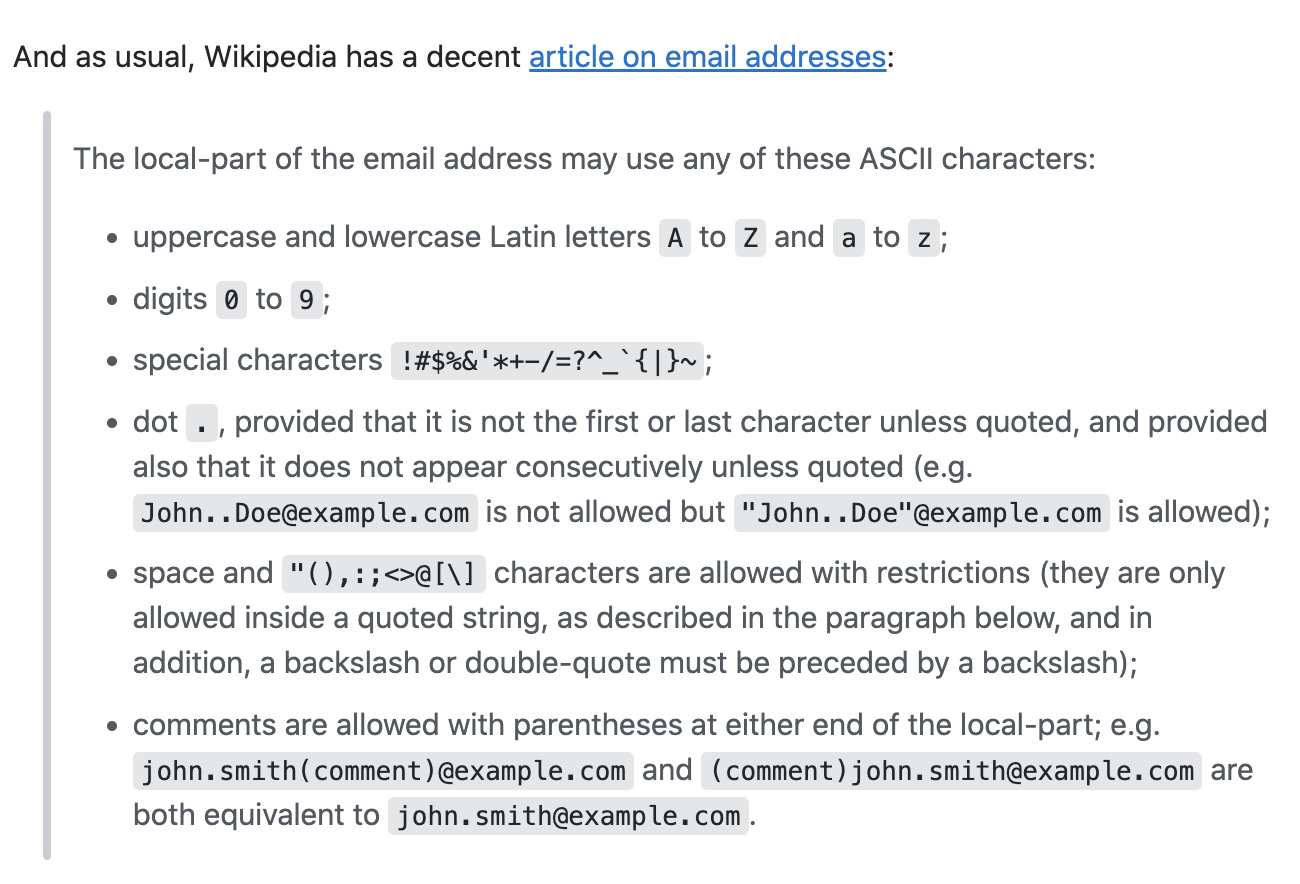 And as usual, Wikipedia has a decent article on email addresses:
The local-part of the email address may use any of these ASCII characters:
• uppercase and lowercase Latin letters A to Z and a to z;
• digits 0 to 9;
• special characters !#$%&'*+-/=?^_`{|}~;
• dot ., provided that it is not the first or last character unless quoted, and provided
also that it does not appear consecutively unless quoted (e.g.
John..Doe@example.com is not allowed but "John..Doe"@example.com is allowed);
• space and "(),:;<>@[\] characters are allowed with restrictions (they are only
allowed inside a quoted string, as described in the paragraph below, and in
addition, a backslash or double-quote must be preceded by a backslash);
• comments are allowed with parentheses at either end of the local-part; e.g.
john.smith(comment)@example.com and (comment)john.smith@example.com are
both equivalent to john.smith@example.com.